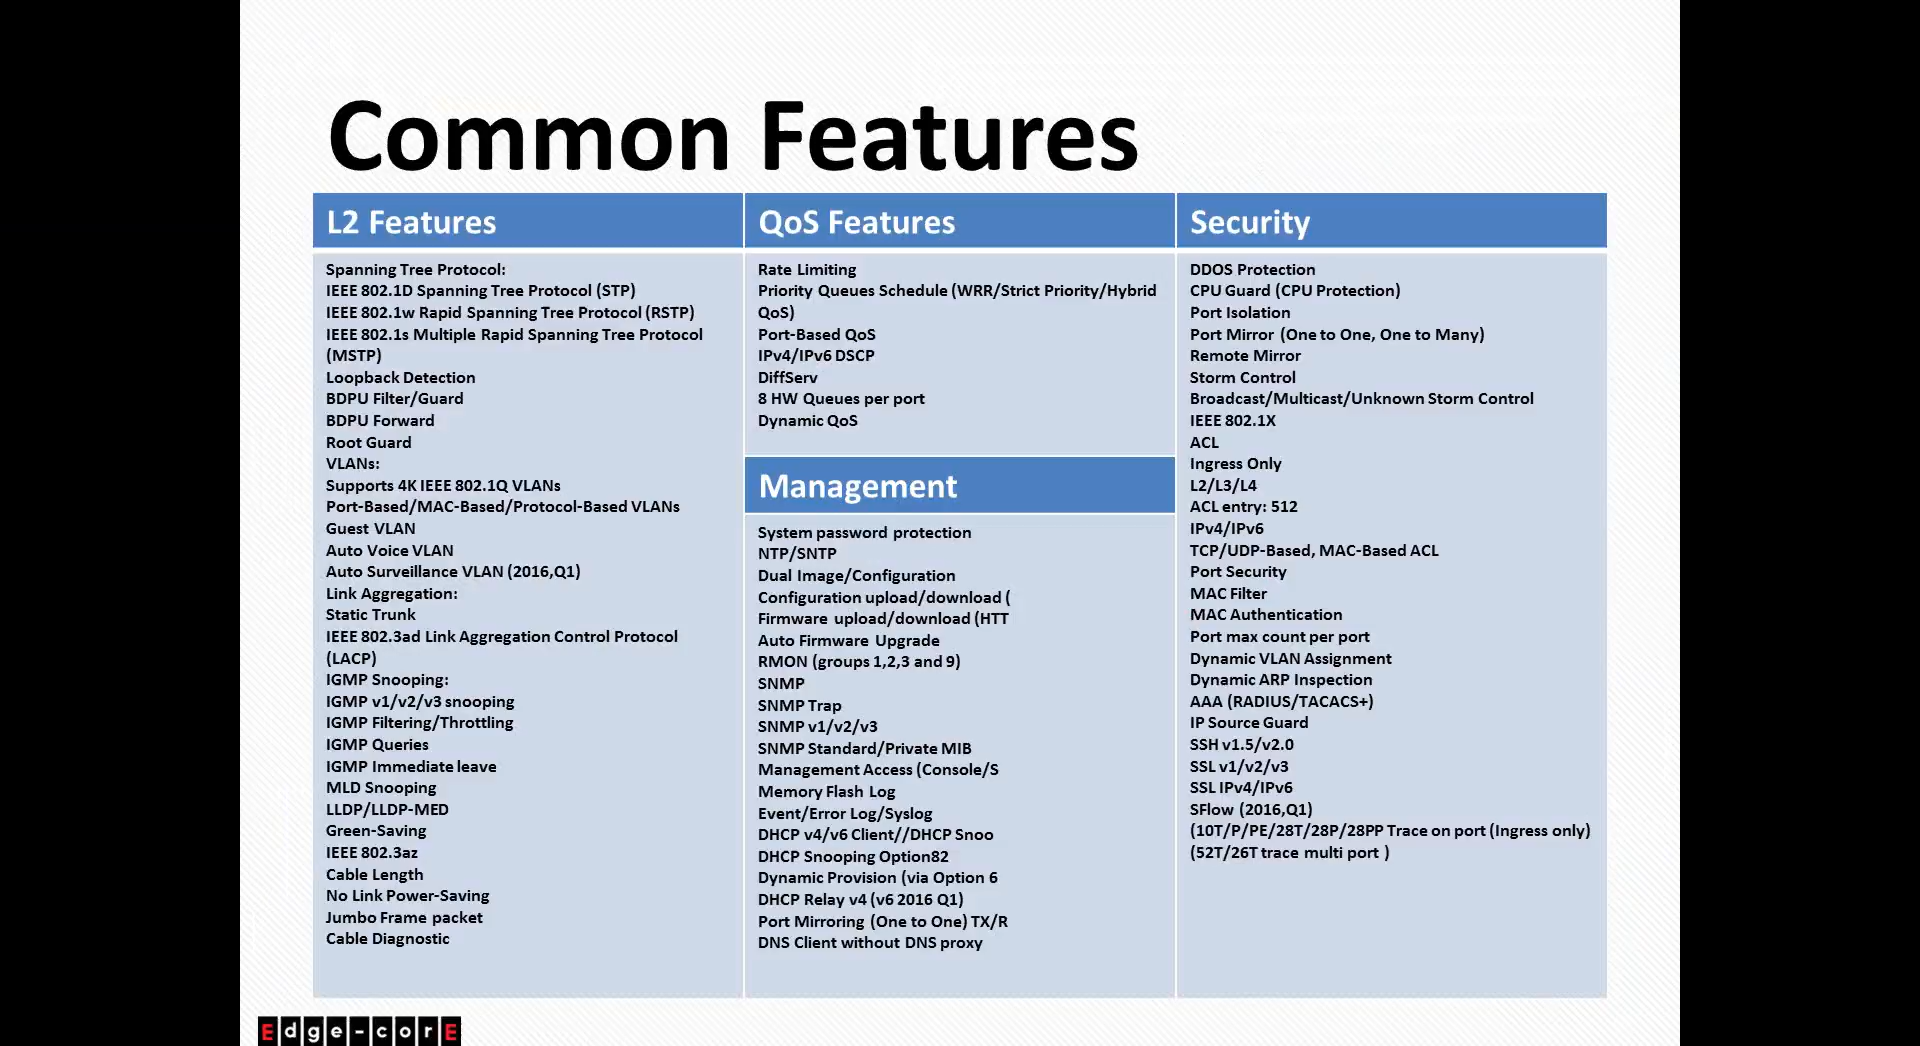 Common Features
L2 Features
Spanning Tree Protocol:
IEEE 802.1D Spanning Tree Protocol (STP)
IEEE 802.1w Rapid Spanning Tree Protocol (RSTP)
IEEE 802.1s Multiple Rapid Spanning Tree Protocol
(MSTP)
Loopback Detection
BDPU Filter/Guard
BDPU Forward
Root Guard
VLANs:
Supports 4K IEEE 802.1Q VLANs
Port-Based/MAC-Based/Protocol-Based VLANs
Guest VLAN
Auto Voice VLAN
Auto Surveillance VLAN (2016,Q1)
Link Aggregation:
Static Trunk
IEEE 802.3ad Link Aggregation Control Protocol
(LACP)
IGMP Snooping:
IGMP v1/v2/v3 snooping
IGMP Filtering/Throttling
IGMP Queries
IGMP Immediate leave
MLD Snooping
LLDP/LLDP-MED
Green-Saving
IEEE 802.3az
Cable Length
No Link Power-Saving
Jumbo Frame packet
Cable Diagnostic
QoS Features
Rate Limiting
Priority Queues Schedule (WRR/Strict Priority/Hybrid
QoS)
Port-Based QoS
IPv4/IPv6 DSCP
DiffServ
8 HW Queues per port
Dynamic QoS
Management
System password protection
NTP/SNTP
Dual Image/Configuration
Configuration upload/download (
Firmware upload/download (HTT
Auto Firmware Upgrade
RMON (groups 1,2,3 and 9)
SNMP
SNMP Trap
SNMP v1/v2/v3
SNMP Standard/Private MIB
Management Access (Console/S
Memory Flash Log
Event/Error Log/Syslog
DHCP v4/v6 Client//DHCP Snoo
DHCP Snooping Option82
Dynamic Provision (via Option 6
DHCP Relay v4 (v6 2016 Q1)
Port Mirroring (One to One) TX/R
DNS Client without DNS proxy
Security
DDOS Protection
CPU Guard (CPU Protection)
Port Isolation
Port Mirror (One to One, One to Many)
Remote Mirror
Storm Control
Broadcast/Multicast/Unknown Storm Control
IEEE 802.1X
ACL
Ingress Only
L2/L3/L4
ACL entry: 512
IPv4/IPv6
TCP/UDP-Based, MAC-Based ACL
Port Security
MAC Filter
MAC Authentication
Port max count per port
Dynamic VLAN Assignment
Dynamic ARP Inspection
AAA (RADIUS/TACACS+)
IP Source Guard
SSH v1.5/v2.0
SSL v1/v2/v3
SSL IPv4/IPv6
SFlow (2016,Q1)
(10T/P/PE/28T/28P/28PP Trace on port (Ingress only)
(52T/26T trace multi port )
Edge-corE